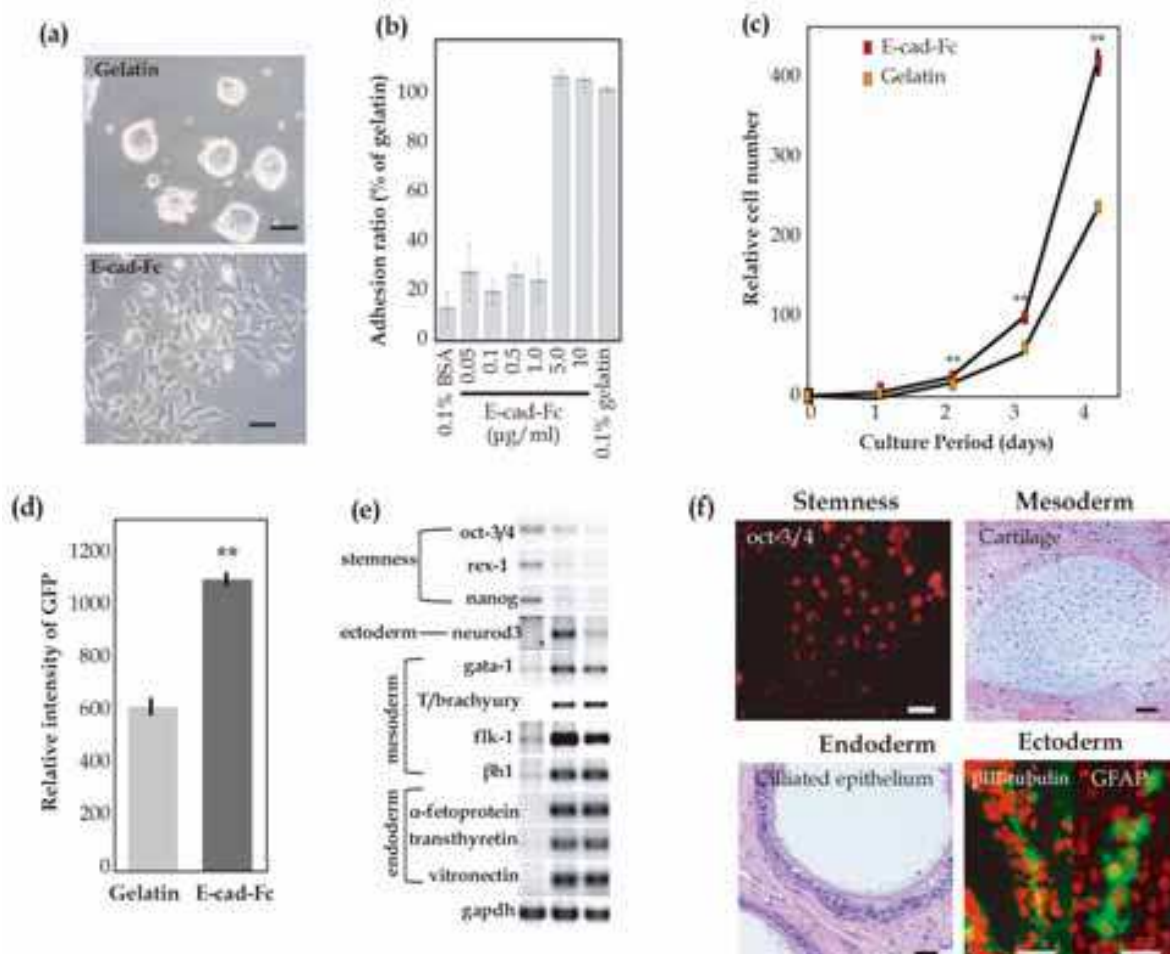 (a)
Gelatin
E-cad-Fc
(b)
Adhesion ratio (% of gelatin)
100
80
60
40
20
0
0.1% BSA
0.05
0.1
0.5
1.0
5.0
10
0.1% gelatin
E-cad-Fc
(µg/ml)
(c)
E-cad-Fc
Gelatin
Relative cell number
400
300
200
100
0
**
**
**
0
1
2
3
4
Culture Period (days)
(d)
Relative intensity of GFP
1200
1000
800
600
400
200
0
**
Gelatin
E-cad-Fc
(e)
stemness
oct-3/4
rex-1
nanog
ectoderm
neurod3
mesoderm
gata-1
T/brachyury
flk-1
βh1
endoderm
α-fetoprotein
transthyretin
vitronectin
gapdh
(f)
Stemness
oct-3/4
Mesoderm
Cartilage
Endoderm
Ciliated epithelium
Ectoderm
βIII-tubulin
GFAP